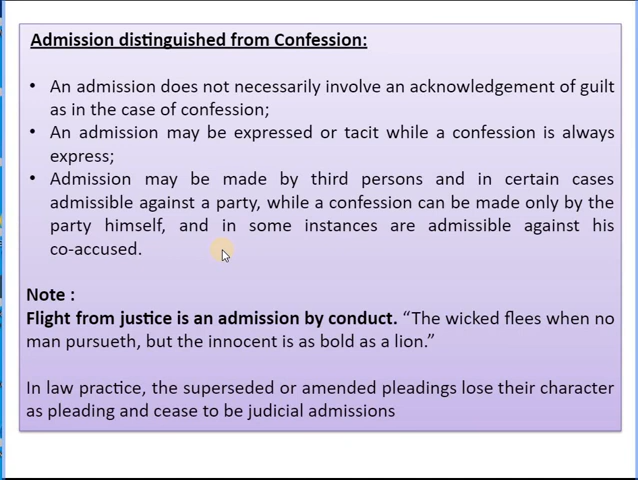 Admission distinguished from Confession:
• An admission does not necessarily involve an acknowledgement of guilt
as in the case of confession;
• An admission may be expressed or tacit while a confession is always
express;
• Admission may be made by third persons and in certain cases
admissible against a party, while a confession can be made only by the
party himself, and in some instances are admissible against his
co-accused.
Note :
Flight from justice is an admission by conduct. “The wicked flees when no
man pursueth, but the innocent is as bold as a lion.”
In law practice, the superseded or amended pleadings lose their character
as pleading and cease to be judicial admissions